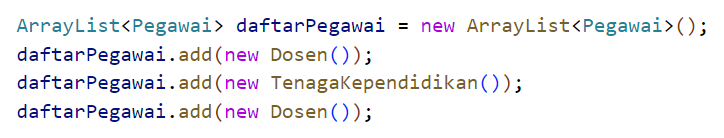 ArrayList<Pegawai> daftarPegawai = new ArrayList<Pegawai>();
daftarPegawai.add(new Dosen());
daftarPegawai.add(new TenagaKependidikan());
daftarPegawai.add(new Dosen());